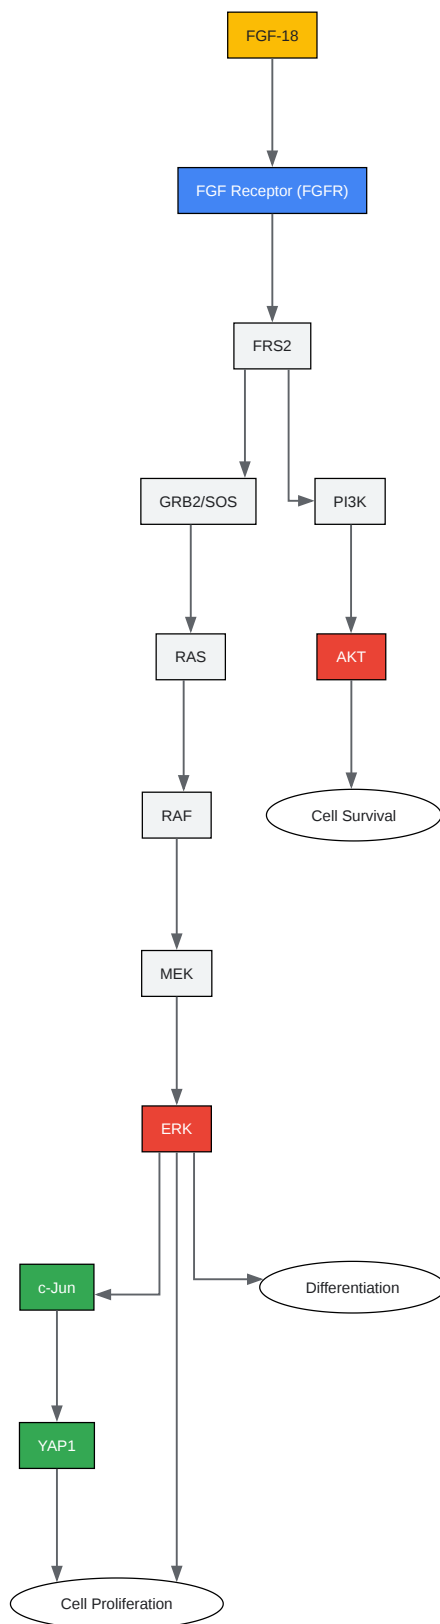 FGF-18
FGF Receptor (FGFR)
FRS2
GRB2/SOS
PI3K
RAS
AKT
RAF
Cell Survival
MEK
ERK
c-Jun
Differentiation
YAP1
Cell Proliferation